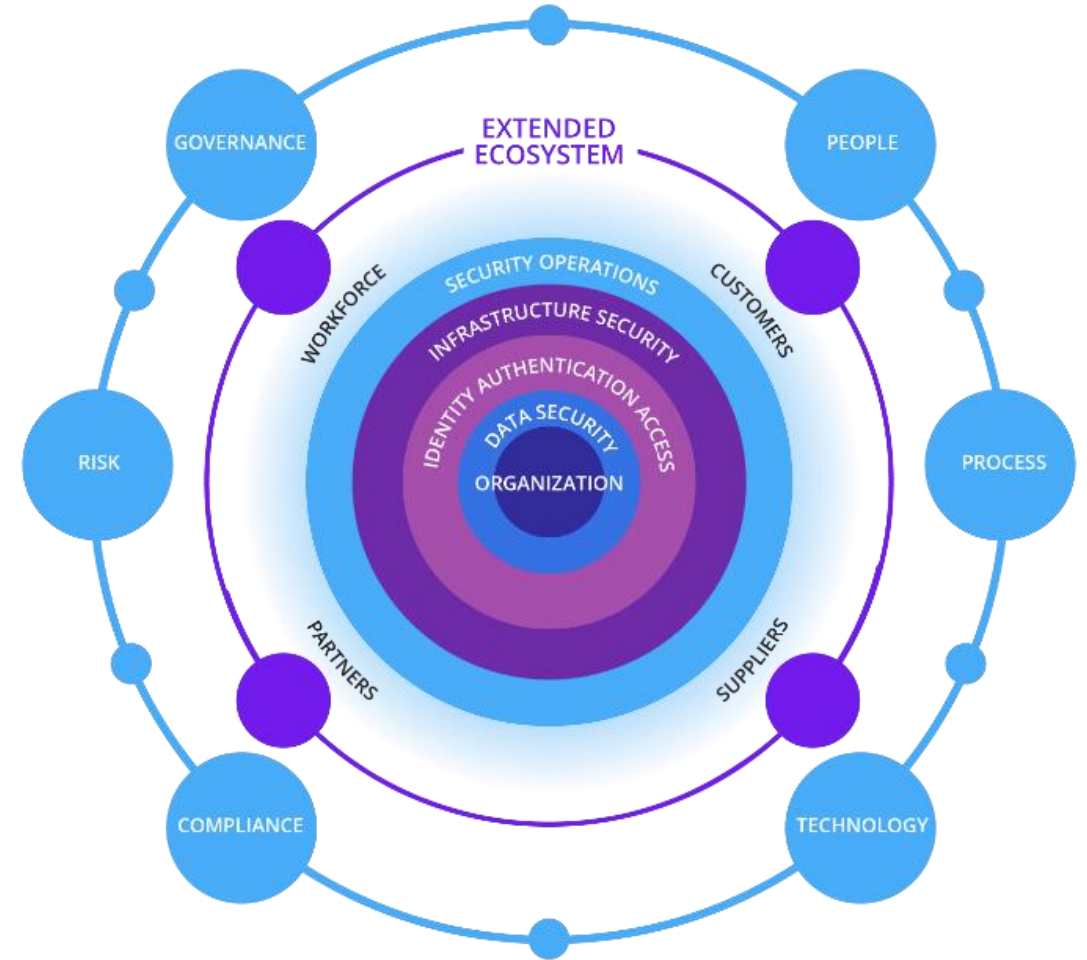 EXTENDED
ECOSYSTEM
GOVERNANCE
PEOPLE
WORKFORCE
CUSTOMERS
SECURITY OPERATIONS
INFRASTRUCTURE SECURITY
IDENTITY AUTHENTICATION ACCESS
DATA SECURITY
ORGANIZATION
RISK
PROCESS
PARTNERS
SUPPLIERS
COMPLIANCE
TECHNOLOGY